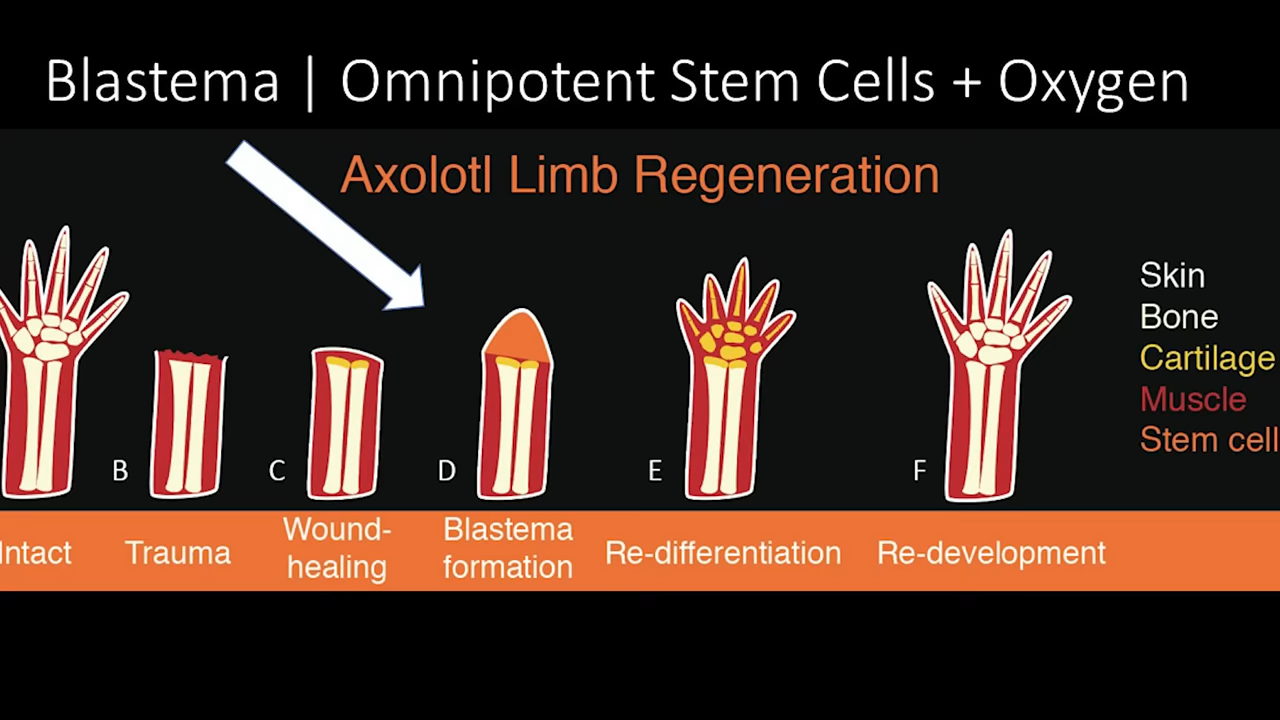 Blastema | Omnipotent Stem Cells + Oxygen
Axolotl Limb Regeneration
Skin
Bone
Cartilage
Muscle
Stem cell
B
C
D
E
F
Intact
Trauma
Wound-
healing
Blastema
formation
Re-differentiation
Re-development